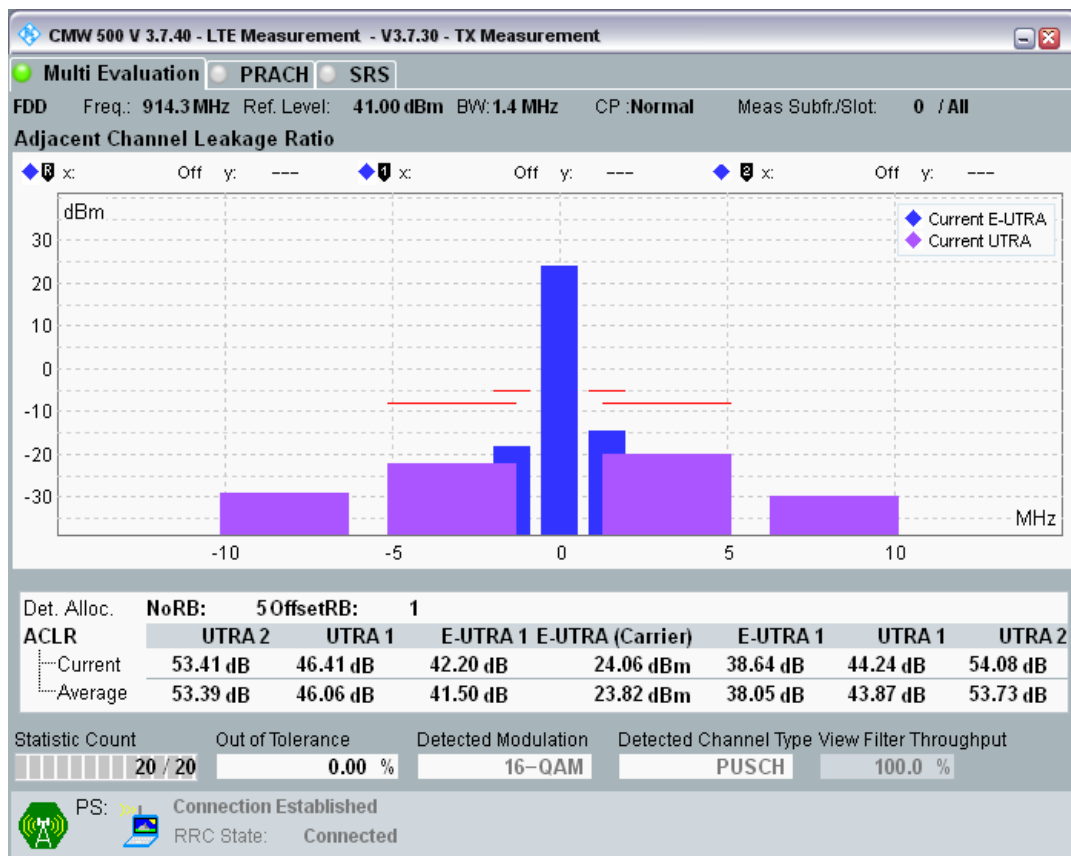 CMW 500 V 3.7.40 - LTE Measurement - V3.7.30 - TX Measurement
Multi Evaluation PRACH SRS
FDD Freq.: 914.3 MHz Ref. Level: 41.00 dBm BW: 1.4 MHz CP :Normal Meas Subfr./Slot: 0 / All
Adjacent Channel Leakage Ratio
R x: Off y: --- 1 x: Off y: --- 2 x: Off y: ---
dBm
Current E-UTRA
Current UTRA
30
20
10
0
-10
-20
-30
MHz
-10 -5 0 5 10
Det. Alloc. NoRB: 5 OffsetRB: 1
ACLR UTRA 2 UTRA 1 E-UTRA 1 E-UTRA (Carrier) E-UTRA 1 UTRA 1 UTRA 2
Current 53.41 dB 46.41 dB 42.20 dB 24.06 dBm 38.64 dB 44.24 dB 54.08 dB
Average 53.39 dB 46.06 dB 41.50 dB 23.82 dBm 38.05 dB 43.87 dB 53.73 dB
Statistic Count Out of Tolerance Detected Modulation Detected Channel Type View Filter Throughput
20 / 20 0.00 % 16-QAM PUSCH 100.0 %
PS: Connection Established
RRC State: Connected